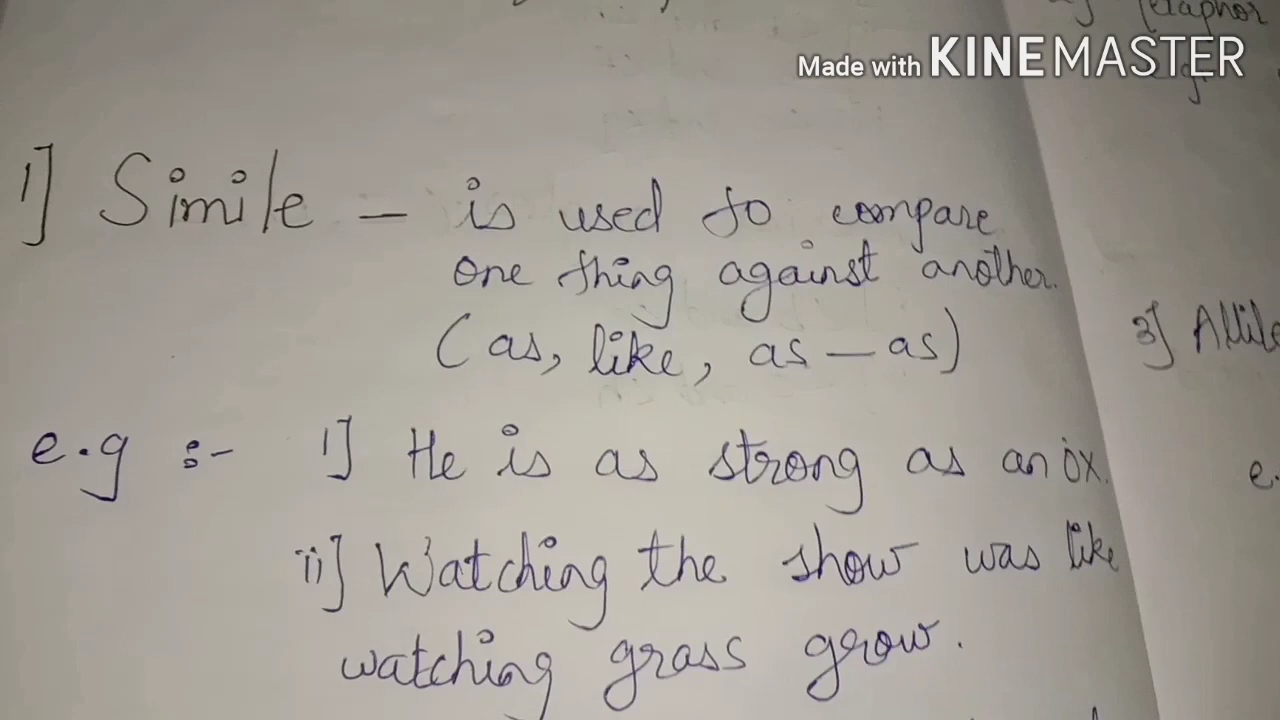 Made with KINEMASTER
1] Simile – is used to compare
one thing against another.
(as, like, as – as)
e.g :- 1] He is as strong as an ox.
ii] Watching the show was like
watching grass grow.
3]